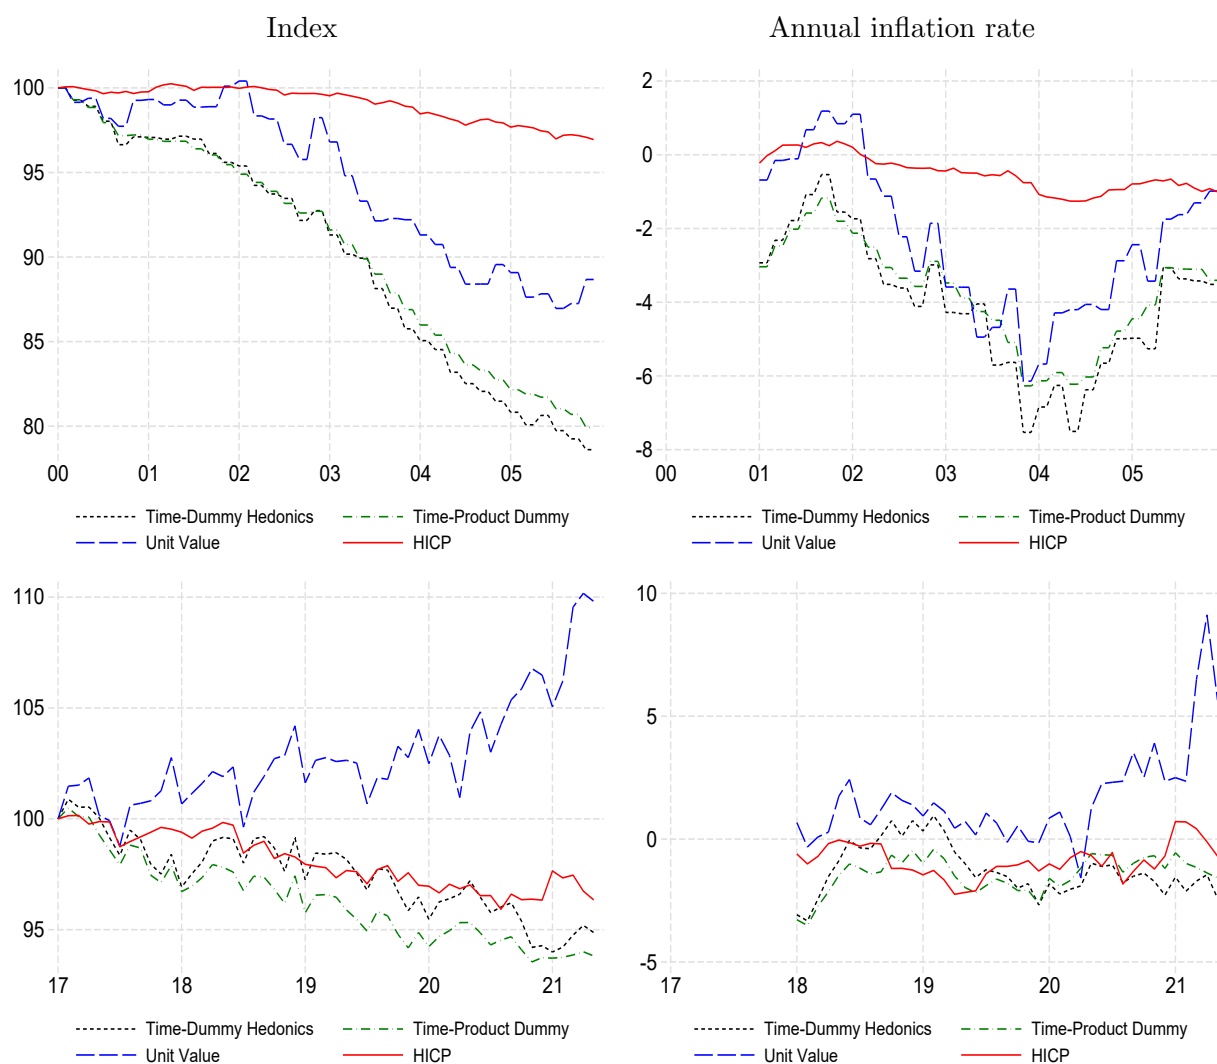 Index
Annual inflation rate
100
95
90
85
80
00 01 02 03 04 05
Time-Dummy Hedonics Time-Product Dummy
Unit Value HICP
2
0
-2
-4
-6
-8
00 01 02 03 04 05
Time-Dummy Hedonics Time-Product Dummy
Unit Value HICP
110
105
100
95
17 18 19 20 21
Time-Dummy Hedonics Time-Product Dummy
Unit Value HICP
10
5
0
-5
17 18 19 20 21
Time-Dummy Hedonics Time-Product Dummy
Unit Value HICP